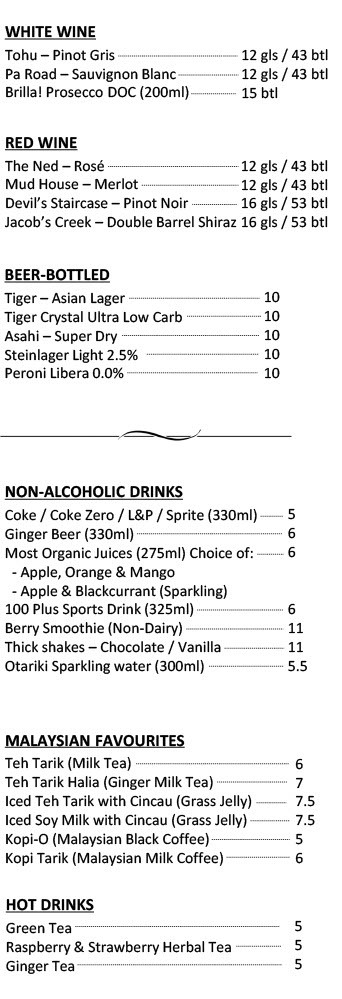 WHITE WINE
Tohu – Pinot Gris 12 gls / 43 btl
Pa Road – Sauvignon Blanc 12 gls / 43 btl
Brilla! Prosecco DOC (200ml) 15 btl
RED WINE
The Ned – Rosé 12 gls / 43 btl
Mud House – Merlot 12 gls / 43 btl
Devil's Staircase – Pinot Noir 16 gls / 53 btl
Jacob's Creek – Double Barrel Shiraz 16 gls / 53 btl
BEER-BOTTLED
Tiger – Asian Lager 10
Tiger Crystal Ultra Low Carb 10
Asahi – Super Dry 10
Steinlager Light 2.5% 10
Peroni Libera 0.0% 10
NON-ALCOHOLIC DRINKS
Coke / Coke Zero / L&P / Sprite (330ml) 5
Ginger Beer (330ml) 6
Most Organic Juices (275ml) Choice of: 6
- Apple, Orange & Mango
- Apple & Blackcurrant (Sparkling)
100 Plus Sports Drink (325ml) 6
Berry Smoothie (Non-Dairy) 11
Thick shakes – Chocolate / Vanilla 11
Otariki Sparkling water (300ml) 5.5
MALAYSIAN FAVOURITES
Teh Tarik (Milk Tea) 6
Teh Tarik Halia (Ginger Milk Tea) 7
Iced Teh Tarik with Cincau (Grass Jelly) 7.5
Iced Soy Milk with Cincau (Grass Jelly) 7.5
Kopi-O (Malaysian Black Coffee) 5
Kopi Tarik (Malaysian Milk Coffee) 6
HOT DRINKS
Green Tea 5
Raspberry & Strawberry Herbal Tea 5
Ginger Tea 5